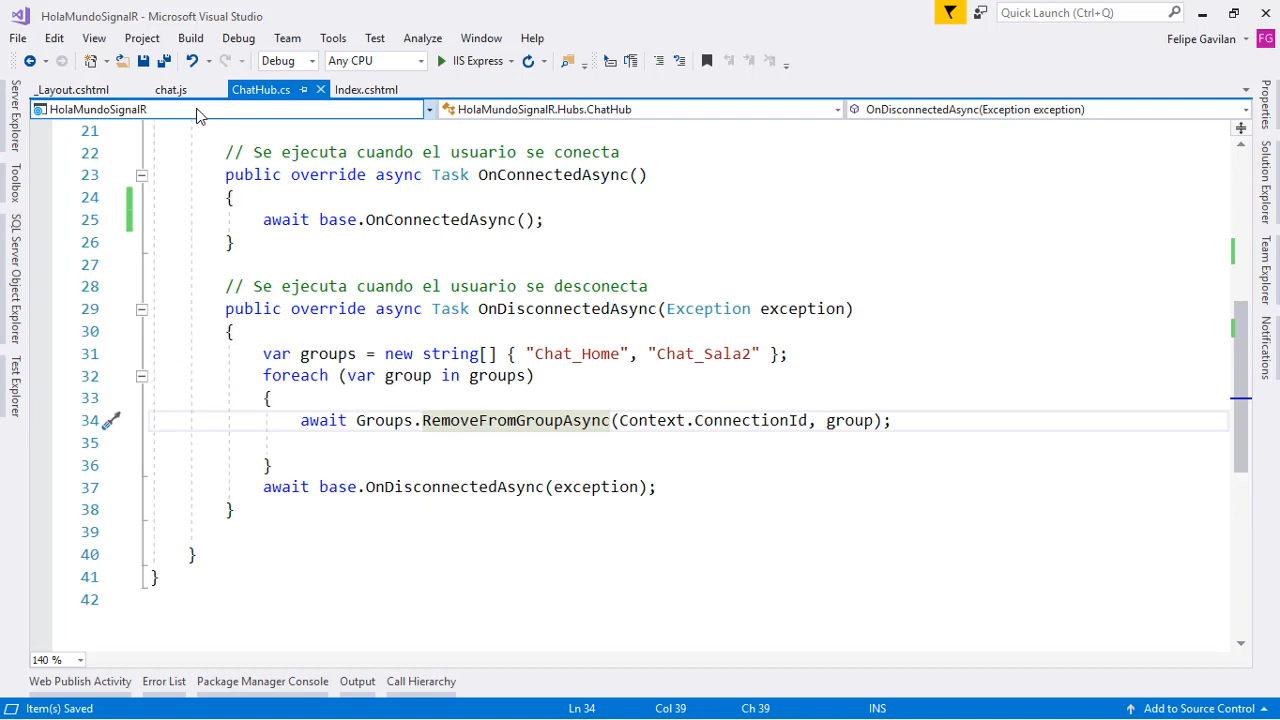 HolaMundoSignalR - Microsoft Visual Studio
Quick Launch (Ctrl+Q)
File Edit View Project Build Debug Team Tools Test Analyze Window Help
Felipe Gavilan FG
Debug Any CPU IIS Express
_Layout.cshtml chat.js ChatHub.cs Index.cshtml
HolaMundoSignalR HolaMundoSignalR.Hubs.ChatHub OnDisconnectedAsync(Exception exception)
Server Explorer
Toolbox
SQL Server Object Explorer
Test Explorer
21
22 // Se ejecuta cuando el usuario se conecta
23 public override async Task OnConnectedAsync()
24 {
25 await base.OnConnectedAsync();
26 }
27
28 // Se ejecuta cuando el usuario se desconecta
29 public override async Task OnDisconnectedAsync(Exception exception)
30 {
31 var groups = new string[] { "Chat_Home", "Chat_Sala2" };
32 foreach (var group in groups)
33 {
34 await Groups.RemoveFromGroupAsync(Context.ConnectionId, group);
35
36 }
37 await base.OnDisconnectedAsync(exception);
38 }
39
40 }
41 }
42
Properties
Solution Explorer
Team Explorer
Notifications
140 %
Web Publish Activity Error List Package Manager Console Output Call Hierarchy
Item(s) Saved Ln 34 Col 39 Ch 39 INS Add to Source Control